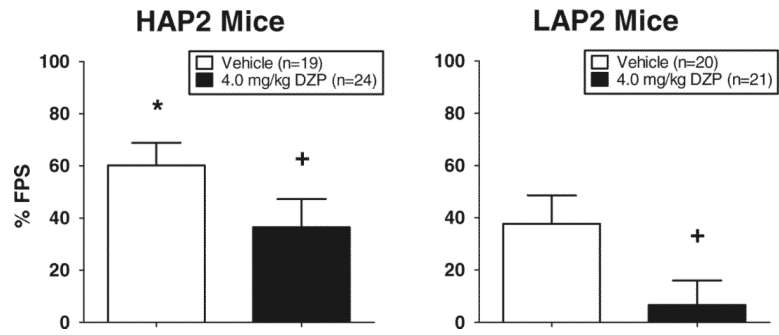 HAP2 Mice
Vehicle (n=19)
4.0 mg/kg DZP (n=24)
% FPS
100
80
60
40
20
0
*
+
LAP2 Mice
Vehicle (n=20)
4.0 mg/kg DZP (n=21)
100
80
60
40
20
0
+